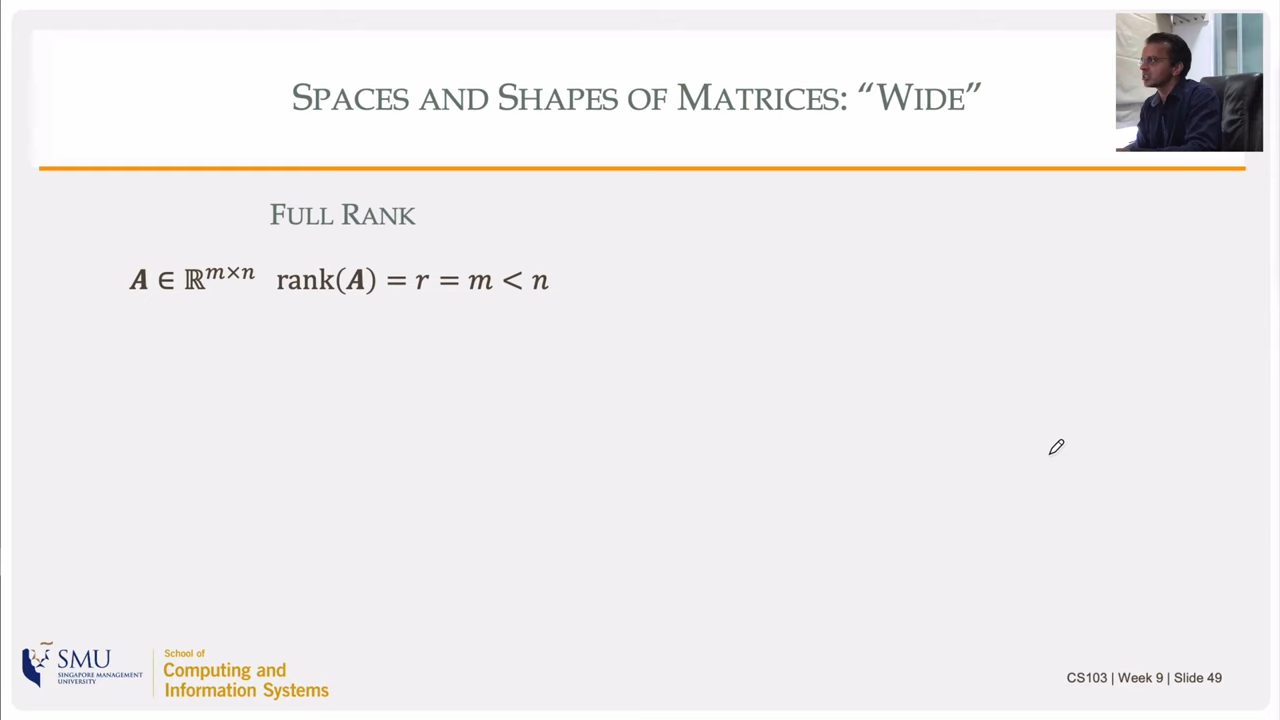 SPACES AND SHAPES OF MATRICES: “WIDE”
FULL RANK
𝑨 ∈ ℝ^{m×n} rank(𝑨) = r = m < n
SMU
SINGAPORE MANAGEMENT
UNIVERSITY
School of
Computing and
Information Systems
CS103 | Week 9 | Slide 49